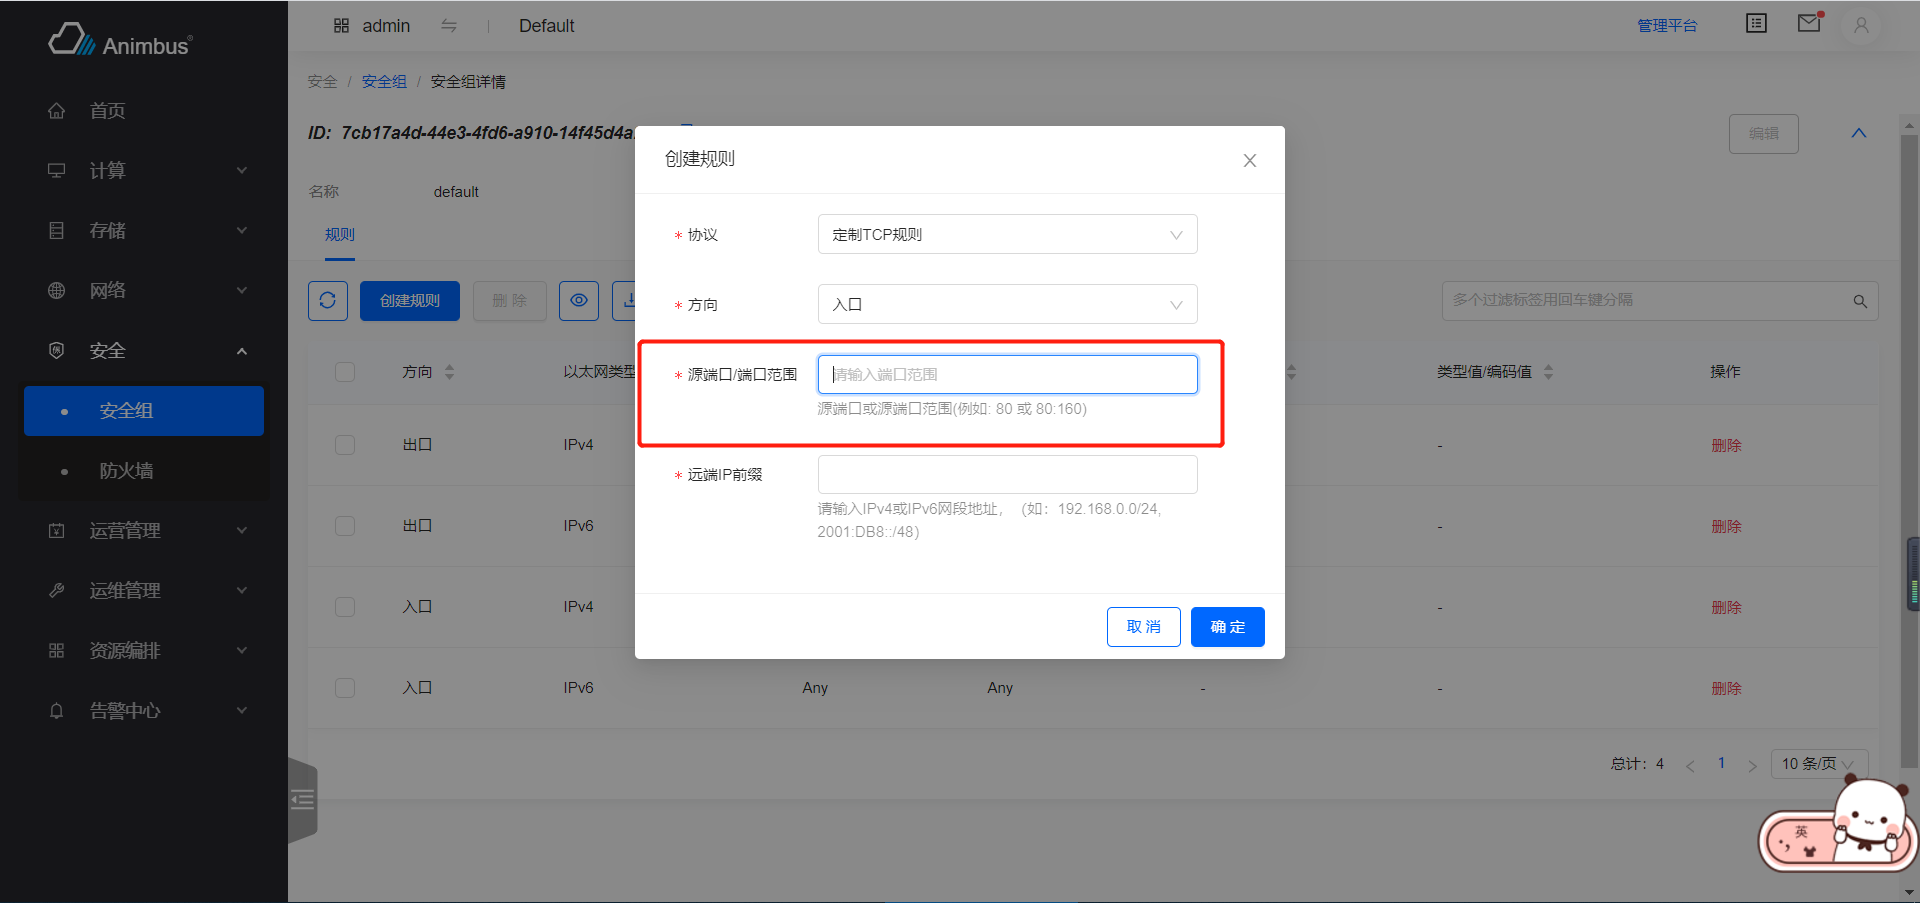 Animbus®
admin
Default
管理平台
首页
计算
存储
网络
安全
安全组
防火墙
运营管理
运维管理
资源编排
告警中心
安全 / 安全组 / 安全组详情
ID: 7cb17a4d-44e3-4fd6-a910-14f45d4a
编辑
名称 default
规则
创建规则 删 除
多个过滤标签用回车键分隔
方向 以太网类型 类型值/编码值 操作
出口 IPv4 - 删除
出口 IPv6 - 删除
入口 IPv4 - 删除
入口 IPv6 Any Any - - 删除
总计：4 < 1 > 10 条/页
创建规则
* 协议 定制TCP规则
* 方向 入口
* 源端口/端口范围 请输入端口范围
源端口或源端口范围(例如: 80 或 80:160)
* 远端IP前缀
请输入IPv4或IPv6网段地址，（如：192.168.0.0/24,
2001:DB8::/48）
取 消 确 定
英